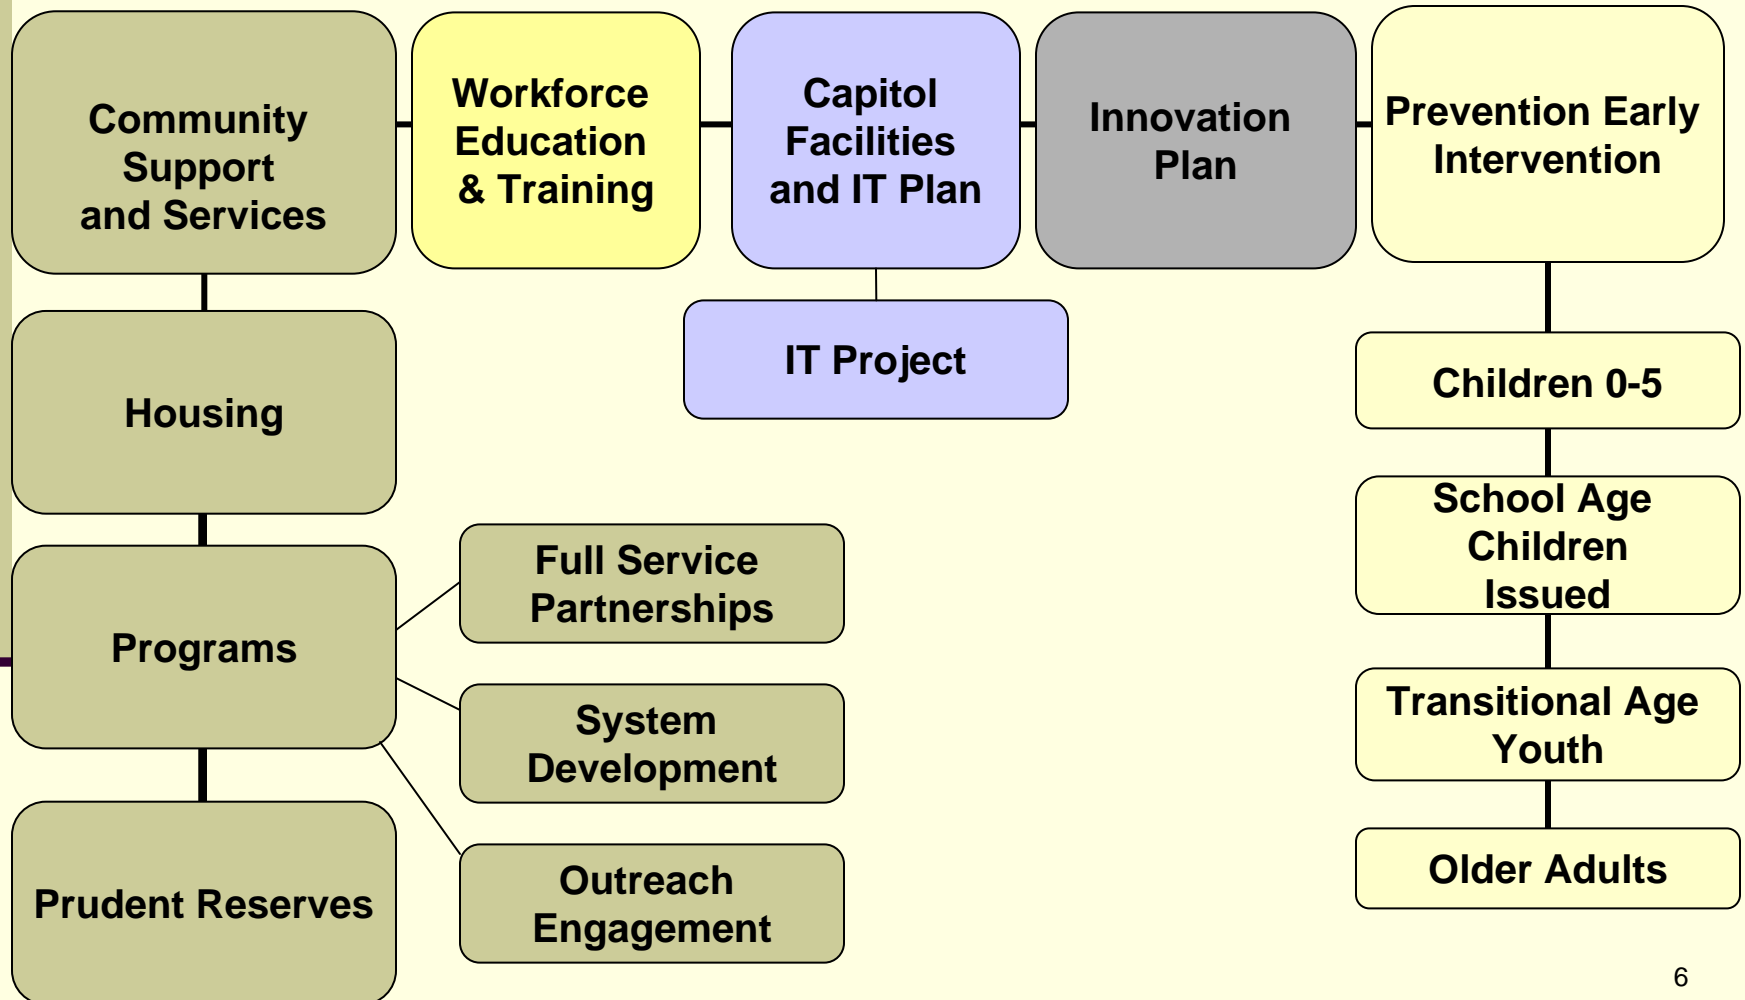 Community
Support
and Services
Workforce
Education
& Training
Capitol
Facilities
and IT Plan
Innovation
Plan
Prevention Early
Intervention
IT Project
Housing
Programs
Prudent Reserves
Full Service
Partnerships
System
Development
Outreach
Engagement
Children 0-5
School Age
Children
Issued
Transitional Age
Youth
Older Adults
6